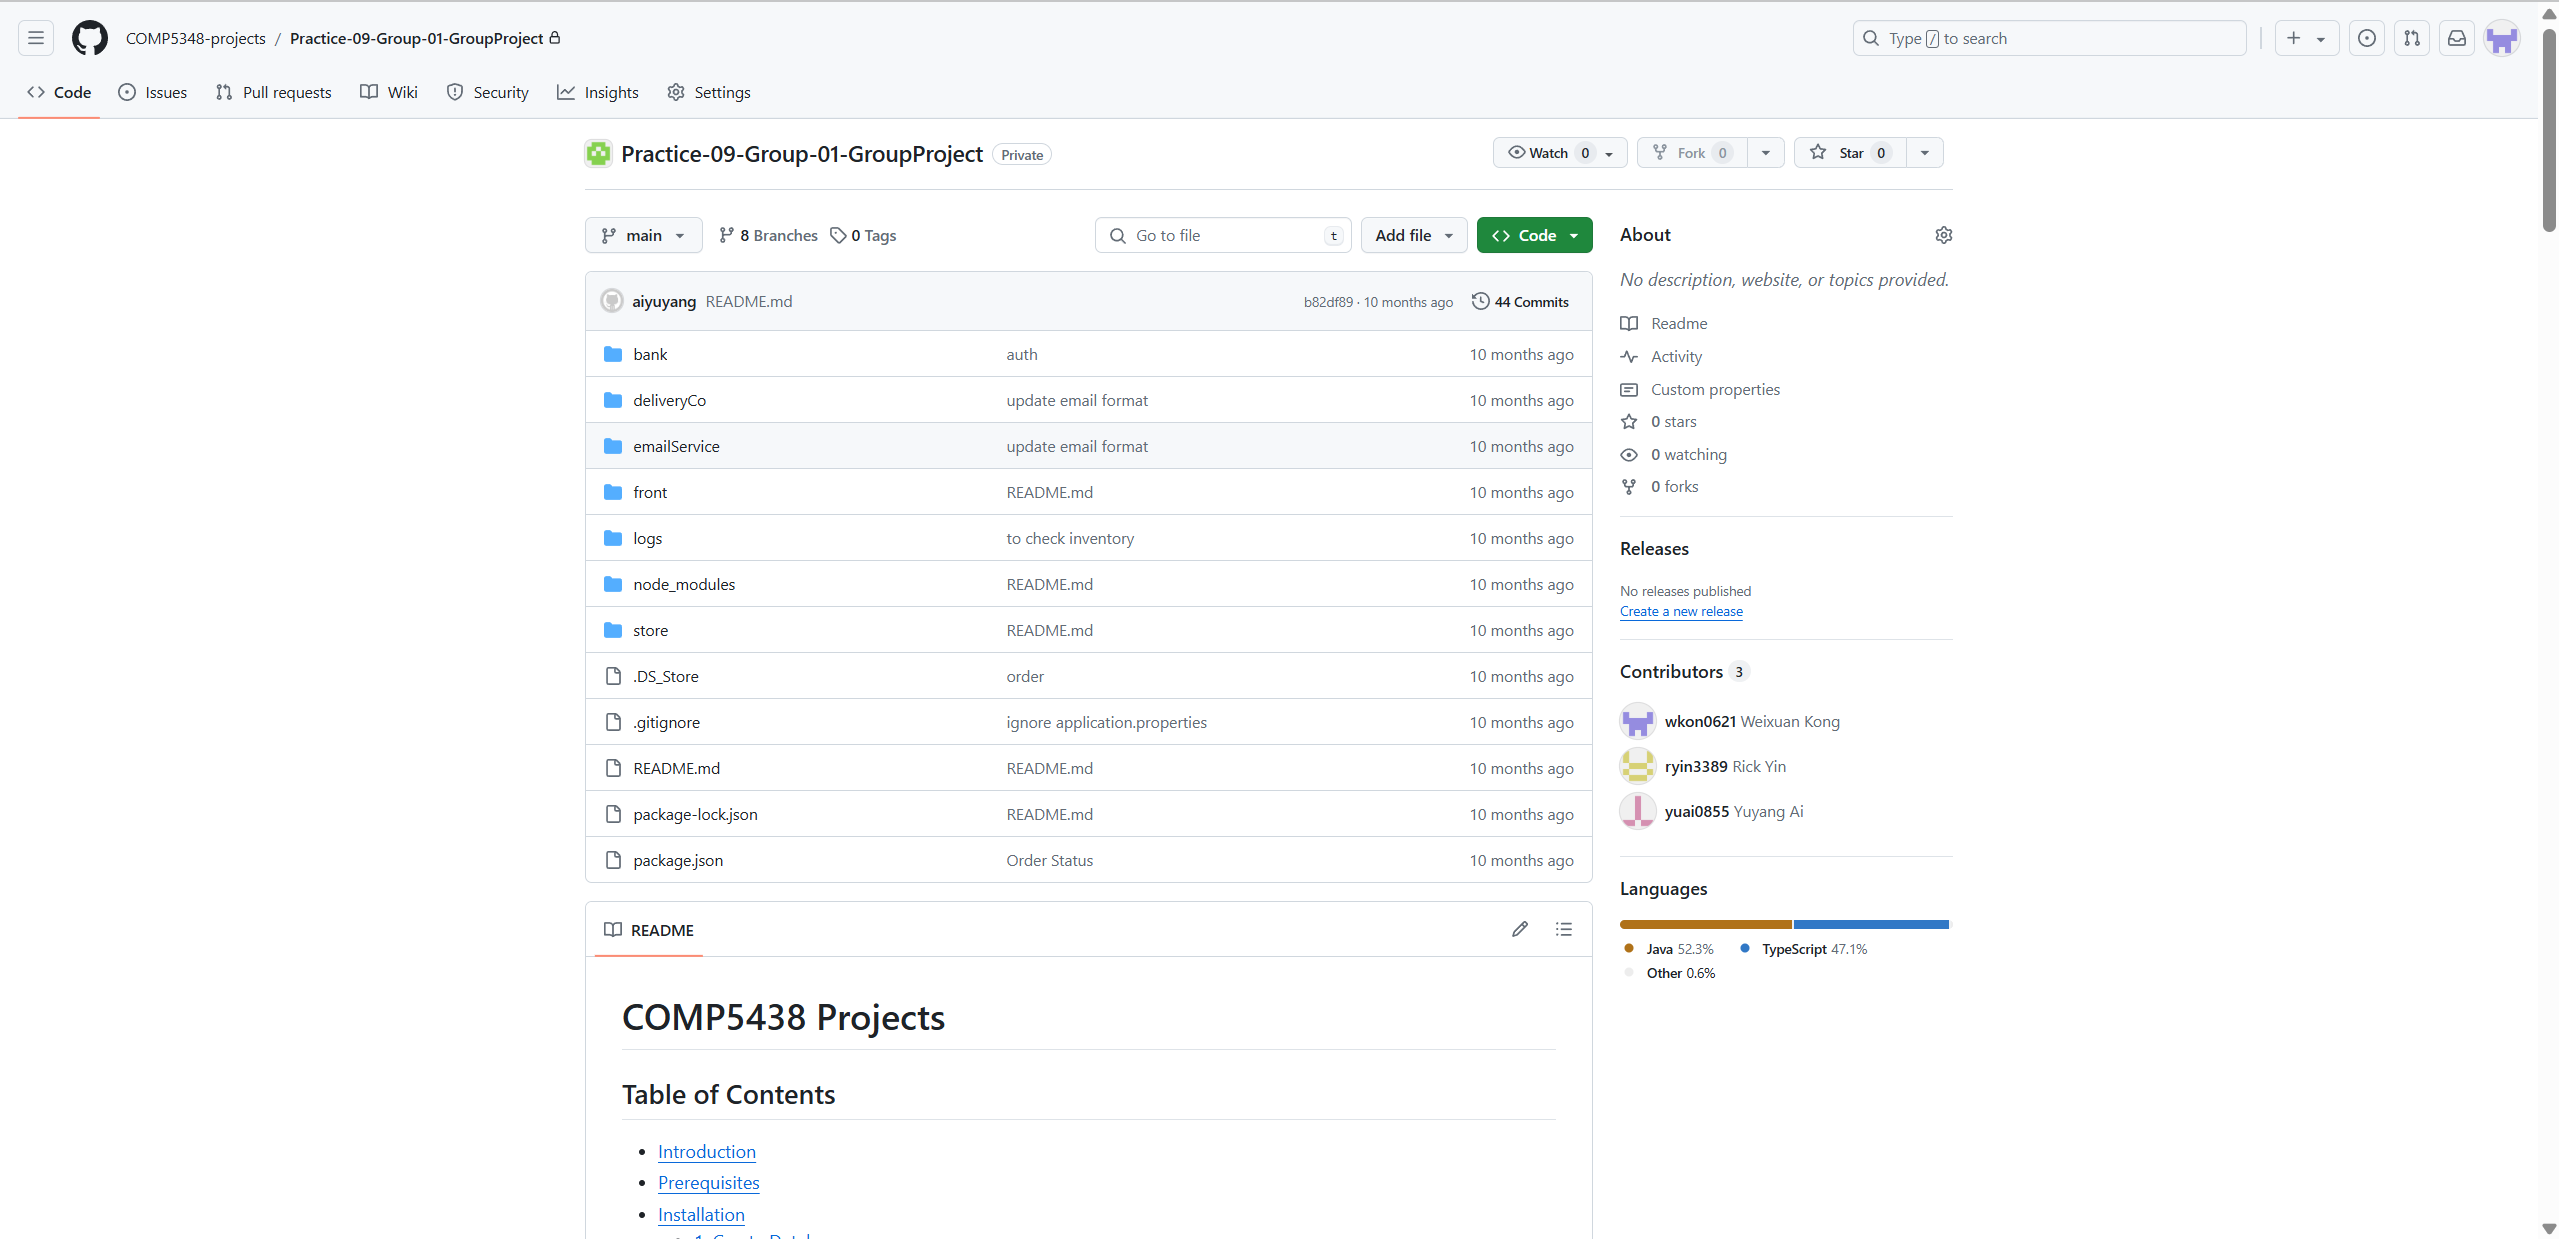 COMP5348-projects / Practice-09-Group-01-GroupProject
Type / to search
Code Issues Pull requests Wiki Security Insights Settings
Practice-09-Group-01-GroupProject Private
Watch 0 Fork 0 Star 0
main 8 Branches 0 Tags Go to file t Add file Code
aiyuyang README.md b82df89 · 10 months ago 44 Commits
bank auth 10 months ago
deliveryCo update email format 10 months ago
emailService update email format 10 months ago
front README.md 10 months ago
logs to check inventory 10 months ago
node_modules README.md 10 months ago
store README.md 10 months ago
.DS_Store order 10 months ago
.gitignore ignore application.properties 10 months ago
README.md README.md 10 months ago
package-lock.json README.md 10 months ago
package.json Order Status 10 months ago
README
COMP5438 Projects
Table of Contents
Introduction
Prerequisites
Installation
About
No description, website, or topics provided.
Readme
Activity
Custom properties
0 stars
0 watching
0 forks
Releases
No releases published
Create a new release
Contributors 3
wkon0621 Weixuan Kong
ryin3389 Rick Yin
yuai0855 Yuyang Ai
Languages
Java 52.3% TypeScript 47.1%
Other 0.6%